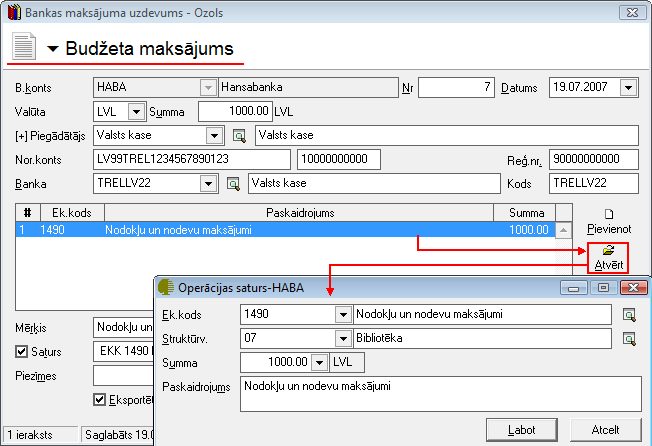 Bankas maksājuma uzdevums - Ozols
Budžeta maksājums
B.konts HABA Hansabanka Nr 7 Datums 19.07.2007
Valūta LVL Summa 1000.00 LVL
[+] Piegādātājs Valsts kase Valsts kase
Nor.konts LV99TREL1234567890123 10000000000 Reģ.nr. 90000000000
Banka TRELLV22 Valsts kase Kods TRELLV22
# Ek.kods Paskaidrojums Summa
1 1490 Nodokļu un nodevu maksājumi 1000.00
Pievienot
Atvērt
Operācijas saturs-HABA
Ek.kods 1490 Nodokļu un nodevu maksājumi
Struktūrv. 07 Bibliotēka
Summa 1000.00 LVL
Paskaidrojums Nodokļu un nodevu maksājumi
Labot Atcelt
Mērķis Nodokļu un
Saturs EKK 1490
Piezīmes
Eksportēt
1 ieraksts Saglabāts 19.0